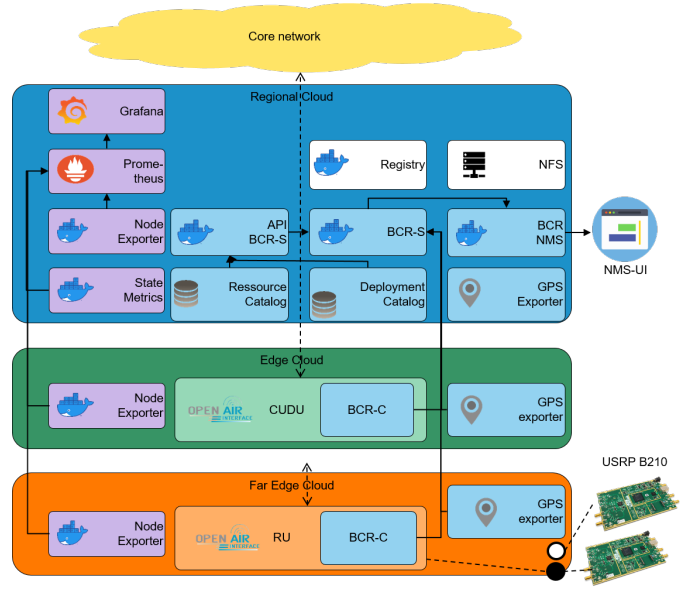 Core network
Regional Cloud
Grafana
Prome-
theus
Registry
NFS
Node
Exporter
API
BCR-S
BCR-S
BCR
NMS
NMS-UI
State
Metrics
Ressource
Catalog
Deployment
Catalog
GPS
Exporter
Edge Cloud
Node
Exporter
OPEN AIR
INTERFACE
CUDU
BCR-C
GPS
exporter
USRP B210
Far Edge Cloud
Node
Exporter
OPEN AIR
INTERFACE
RU
BCR-C
GPS
exporter